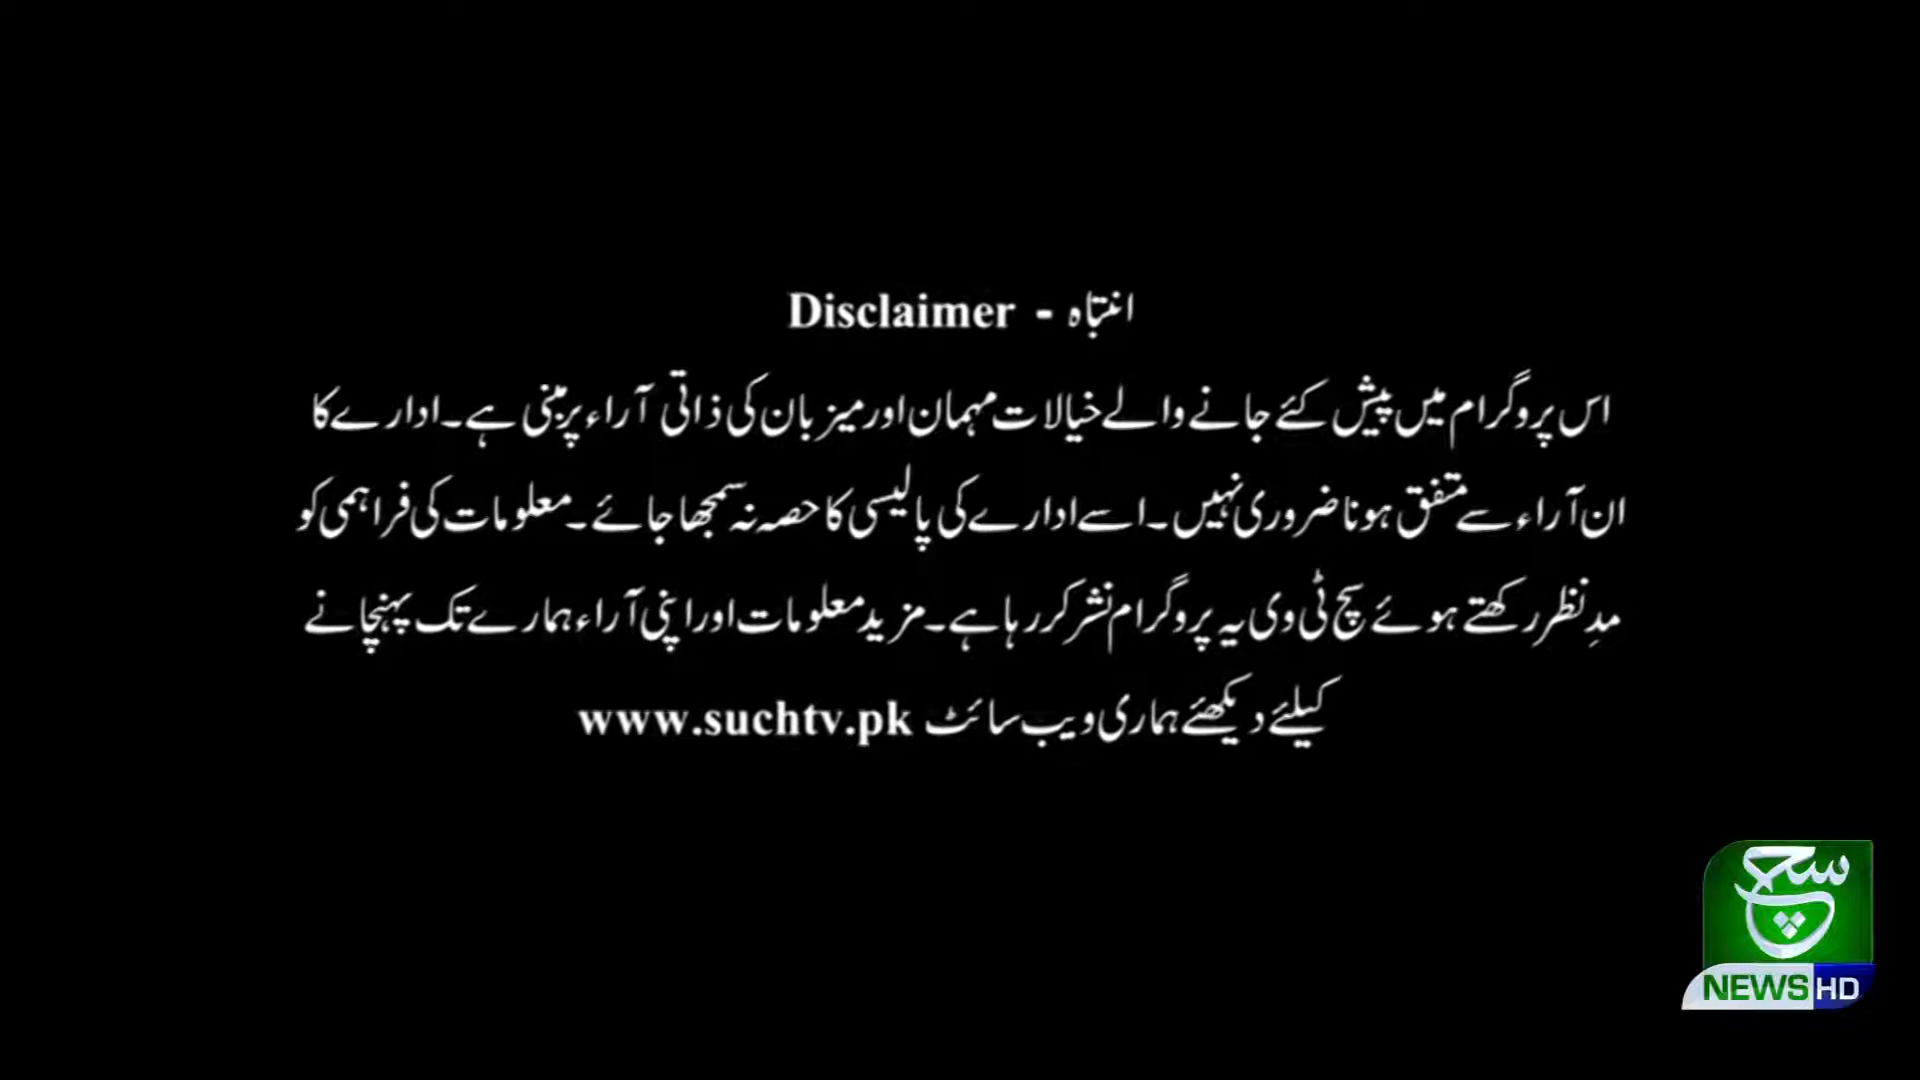 انتباہ - Disclaimer
اس پروگرام میں پیش کئے جانے والے خیالات مہمان اور میزبان کی ذاتی آراء پر مبنی ہے۔ ادارے کا
ان آراء سے متفق ہونا ضروری نہیں۔ اسے ادارے کی پالیسی کا حصہ نہ سمجھا جائے۔ معلومات کی فراہمی کو
مدِنظر رکھتے ہوئے سچ ٹی وی یہ پروگرام نشر کر رہا ہے۔ مزید معلومات اور اپنی آراء ہمارے تک پہنچانے
کیلئے دیکھئے ہماری ویب سائٹ www.suchtv.pk
سچ
NEWS HD